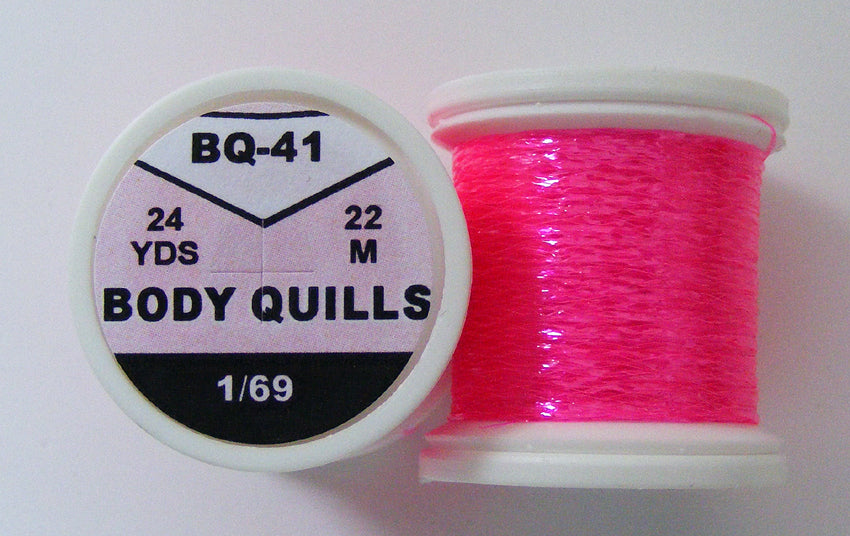 BQ-41
24
YDS
22
M
BODY QUILLS
1/69